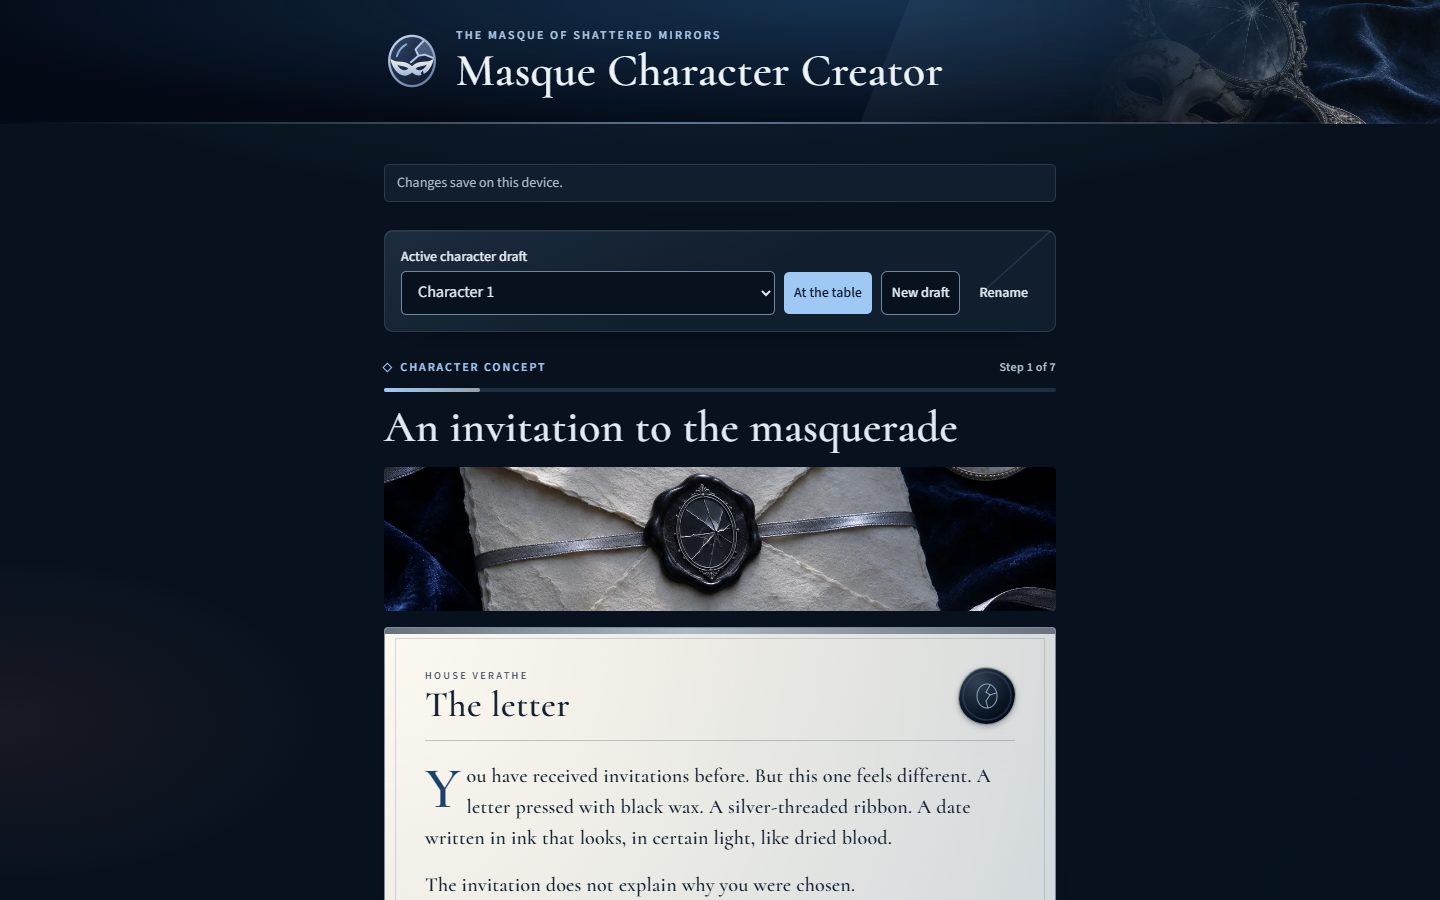 THE MASQUE OF SHATTERED MIRRORS
Masque Character Creator
Changes save on this device.
Active character draft
Character 1
At the table
New draft
Rename
CHARACTER CONCEPT
Step 1 of 7
An invitation to the masquerade
HOUSE VERATHE
The letter
You have received invitations before. But this one feels different. A
letter pressed with black wax. A silver-threaded ribbon. A date
written in ink that looks, in certain light, like dried blood.
The invitation does not explain why you were chosen.